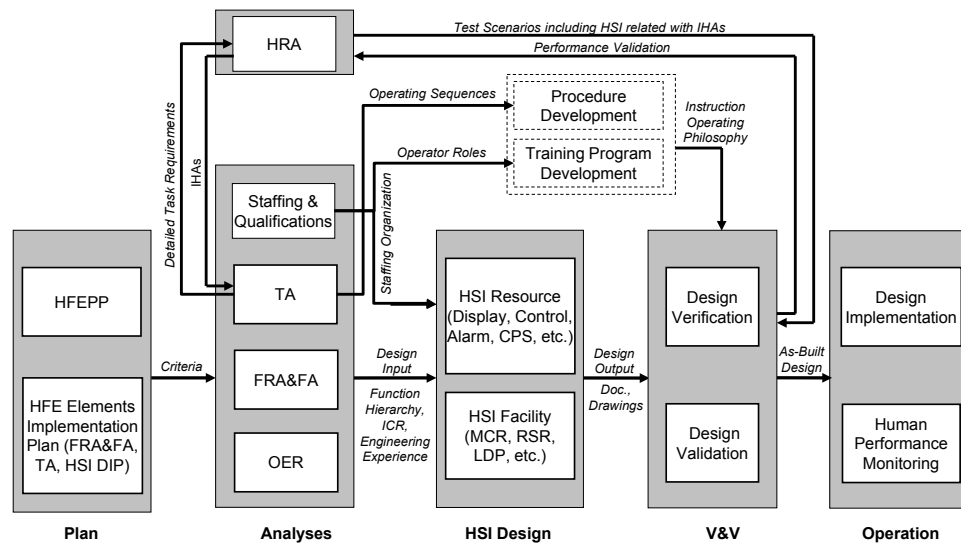 Test Scenarios including HSI related with IHAs
HRA
Performance Validation
Detailed Task Requirements
IHAs
Operating Sequences
Procedure
Development
Instruction
Operating
Philosophy
Operator Roles
Training Program
Development
Staffing &
Qualifications
Staffing Organization
HFEPP
TA
HSI Resource
(Display, Control,
Alarm, CPS, etc.)
Design
Verification
Design
Implementation
Criteria
FRA&FA
Design
Input
Function
Hierarchy,
ICR,
Engineering
Experience
Design
Output
Doc.,
Drawings
As-Built
Design
HFE Elements
Implementation
Plan (FRA&FA,
TA, HSI DIP)
OER
HSI Facility
(MCR, RSR,
LDP, etc.)
Design
Validation
Human
Performance
Monitoring
Plan
Analyses
HSI Design
V&V
Operation